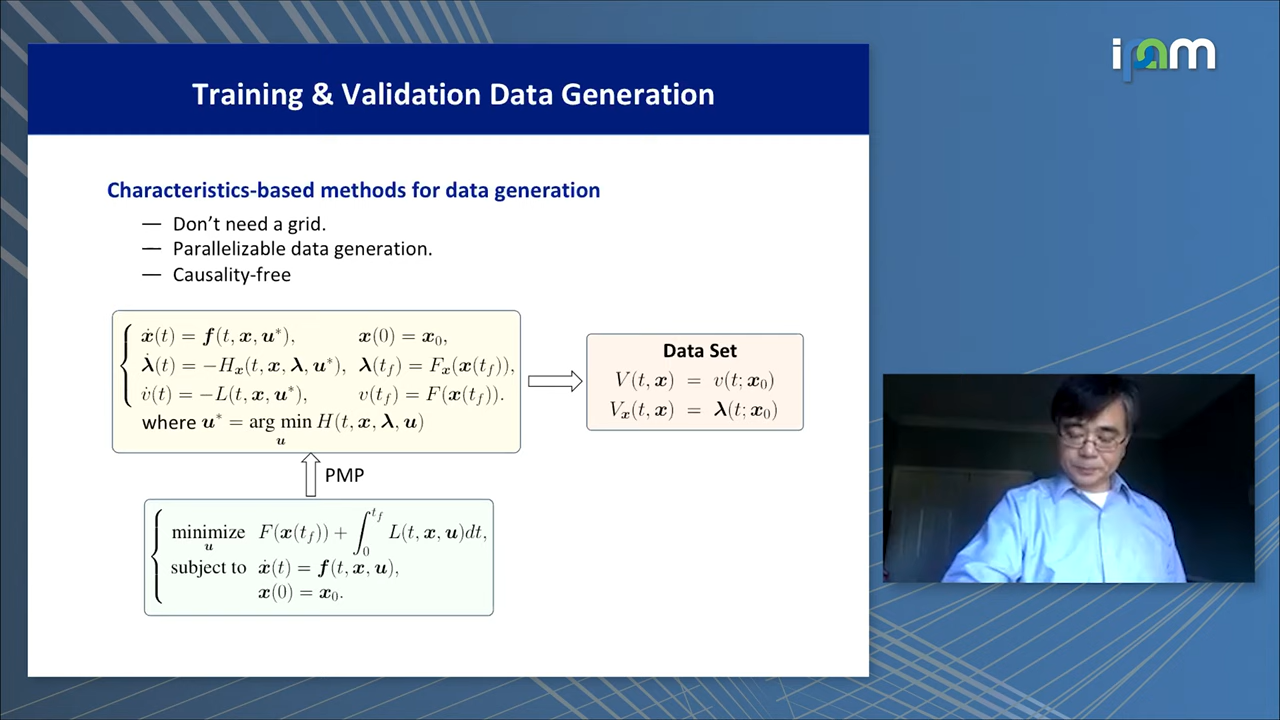 ipam
Training & Validation Data Generation
Characteristics-based methods for data generation
— Don’t need a grid.
— Parallelizable data generation.
— Causality-free
ẋ(t) = f(t, x, u*), x(0) = x₀,
λ̇(t) = −Hₓ(t, x, λ, u*), λ(t_f) = Fₓ(x(t_f)),
v̇(t) = −L(t, x, u*), v(t_f) = F(x(t_f)).
where u* = arg min H(t, x, λ, u)
u
Data Set
V(t, x) = v(t; x₀)
Vₓ(t, x) = λ(t; x₀)
PMP
minimize F(x(t_f)) + ∫₀^{t_f} L(t, x, u)dt,
u
subject to ẋ(t) = f(t, x, u),
x(0) = x₀.